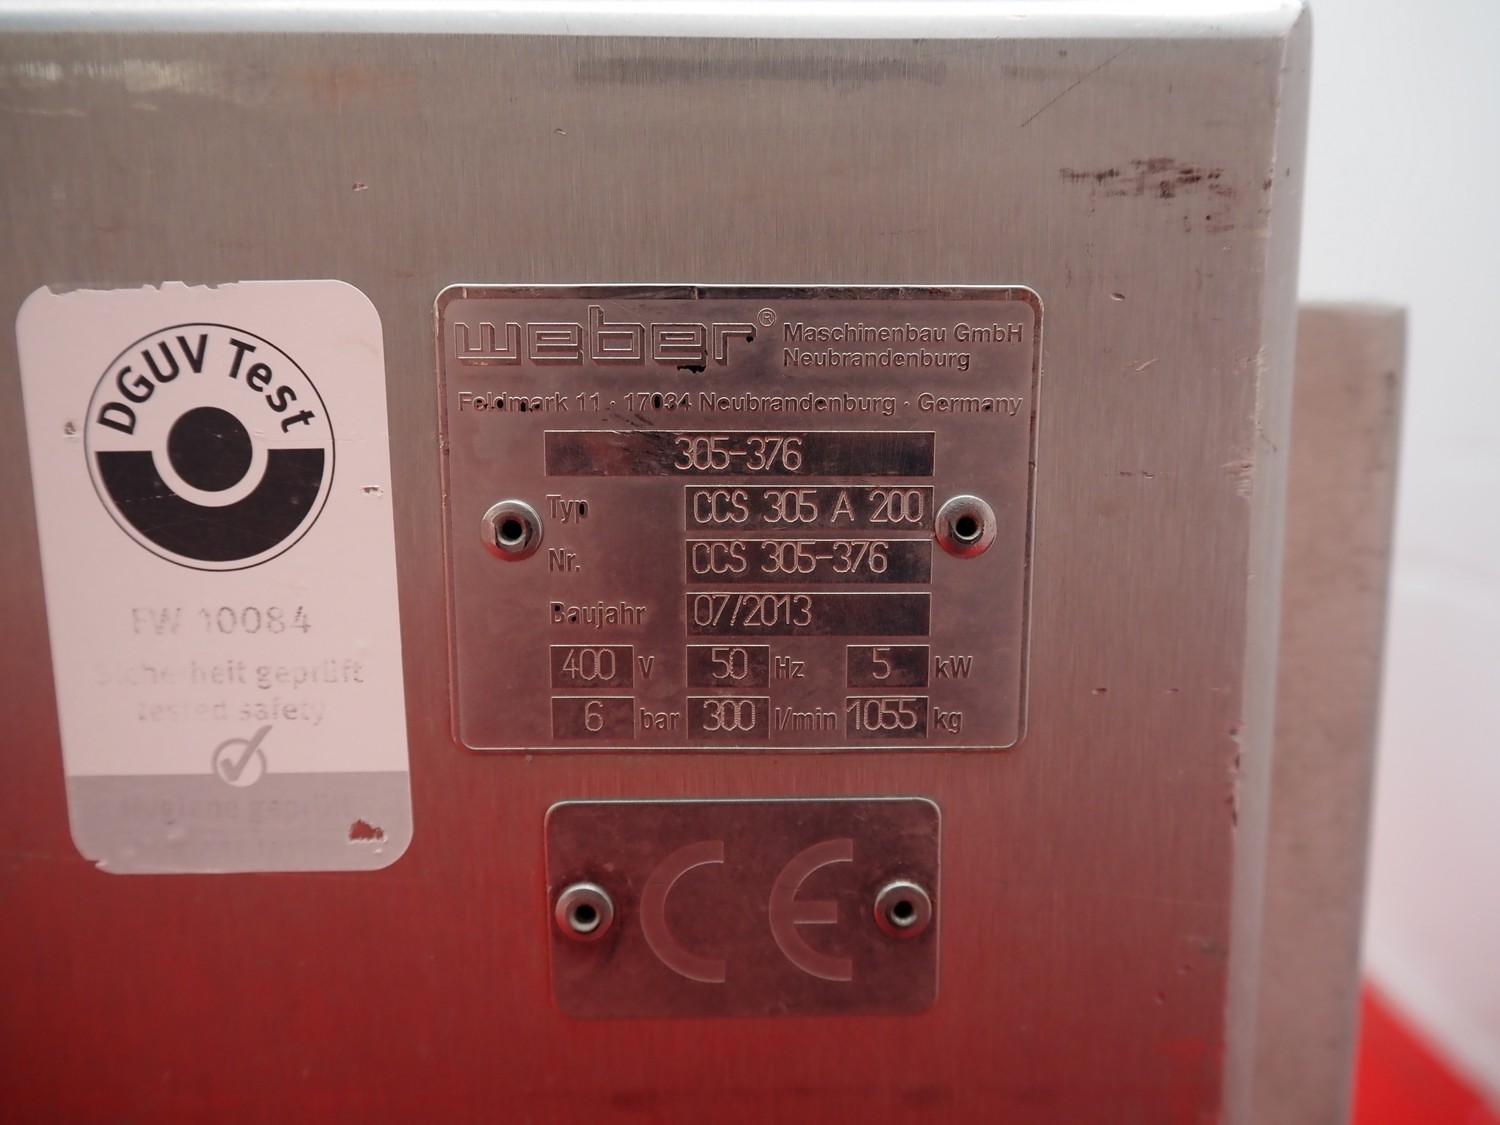 DGUV Test
FW 10084
Sicherheit geprüft
tested safety
Hygiene geprüft
weber® Maschinenbau GmbH
Neubrandenburg
Feldmark 11 · 17034 Neubrandenburg · Germany
305-376
Typ CCS 305 A 200
Nr. CCS 305-376
Baujahr 07/2013
400 V 50 Hz 5 kW
6 bar 300 l/min 1055 kg
CE